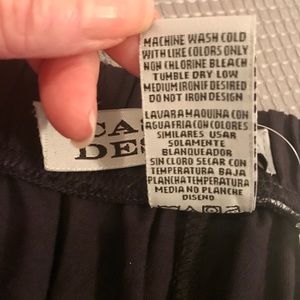 MACHINE WASH COLD
WITH LIKE COLORS ONLY
NON CHLORINE BLEACH
TUMBLE DRY LOW
MEDIUM IRON IF DESIRED
DO NOT IRON DESIGN
LAVAR A MAQUINA CON
AGUA FRIA CON COLORES
SIMILARES USAR
SOLAMENTE
BLANQUEADOR
SIN CLORO SECAR CON
TEMPERATURA BAJA
PLANCHA TEMPERATURA
MEDIA NO PLANCHE
DISENO
CAS
DES